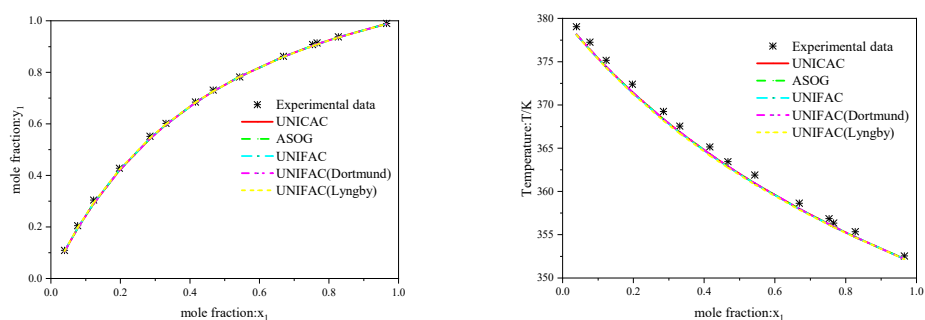 mole fraction:y1
1.0
0.8
0.6
0.4
0.2
0.0
0.0 0.2 0.4 0.6 0.8 1.0
mole fraction:x1
Experimental data
UNICAC
ASOG
UNIFAC
UNIFAC(Dortmund)
UNIFAC(Lyngby)
Temperature:T/K
380
375
370
365
360
355
350
0.0 0.2 0.4 0.6 0.8 1.0
mole fraction:x1
Experimental data
UNICAC
ASOG
UNIFAC
UNIFAC(Dortmund)
UNIFAC(Lyngby)